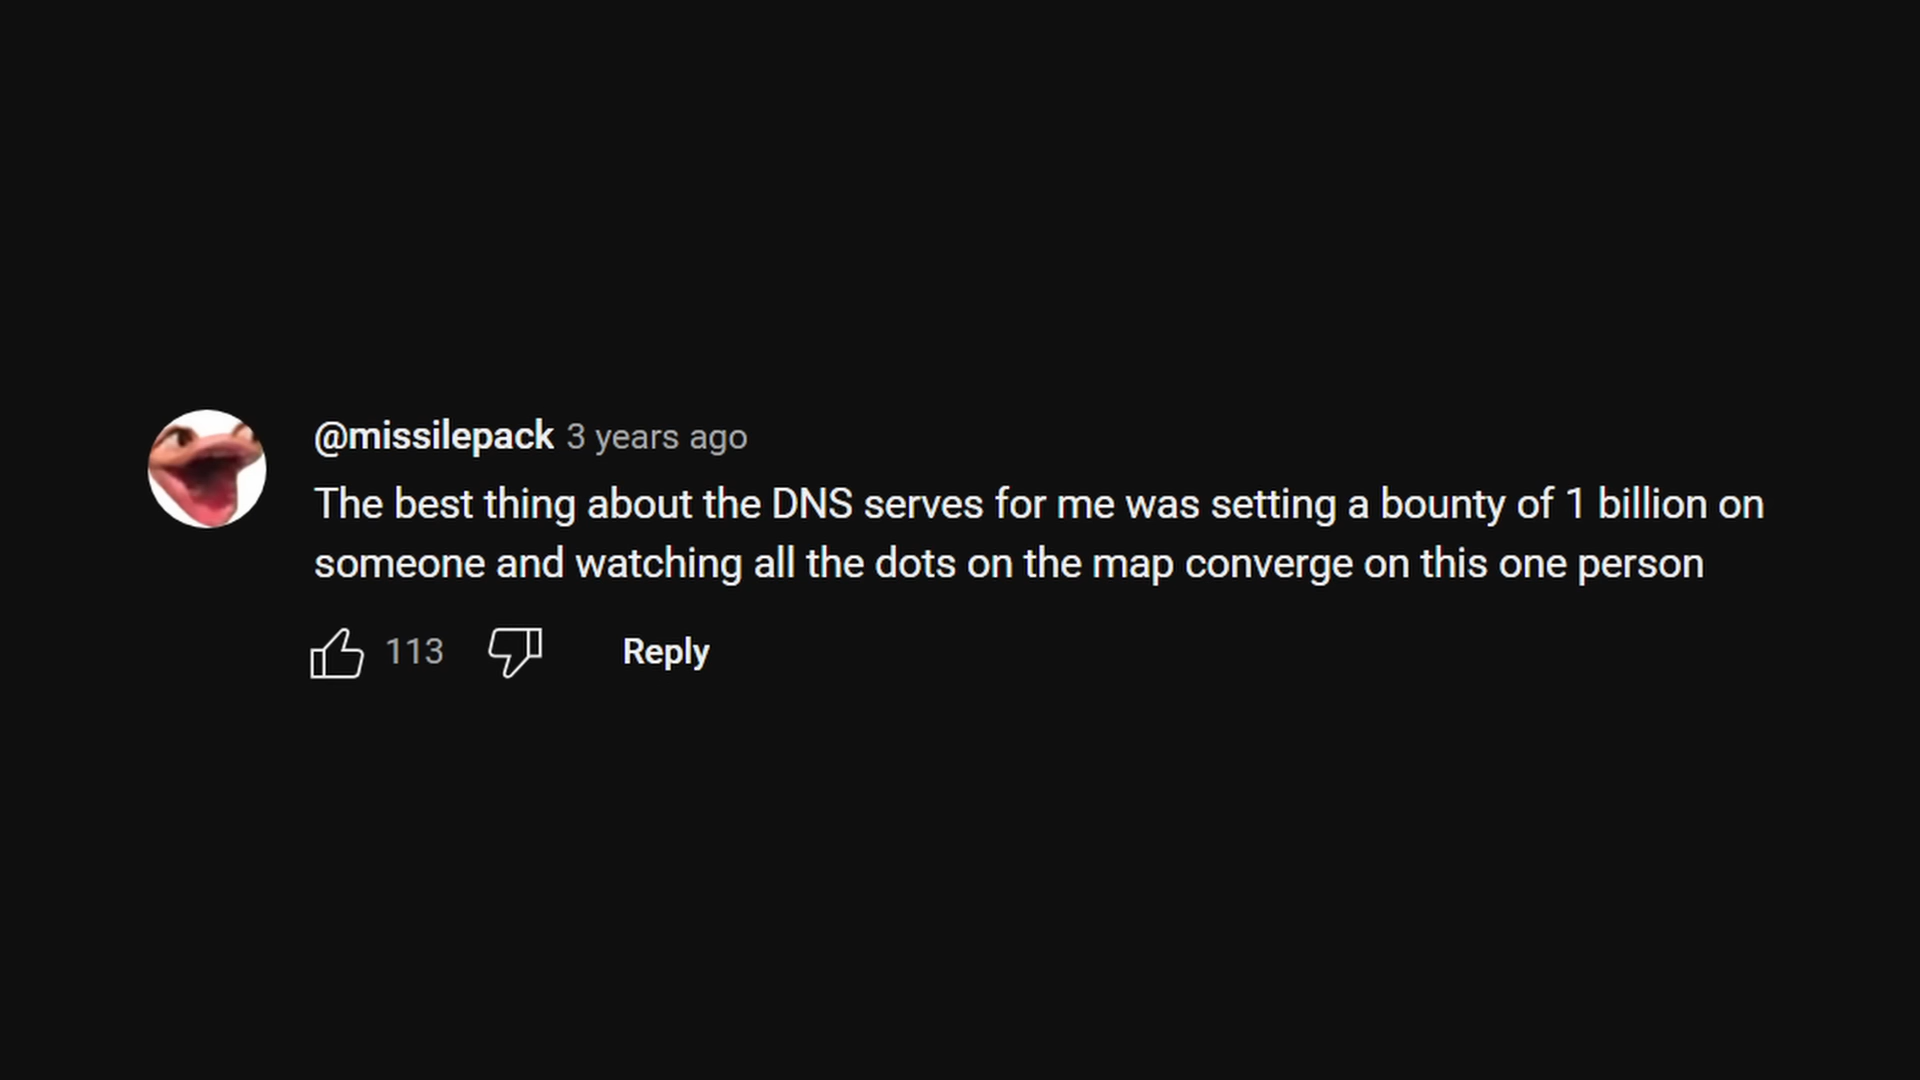 @missilepack 3 years ago
The best thing about the DNS serves for me was setting a bounty of 1 billion on
someone and watching all the dots on the map converge on this one person
113 Reply